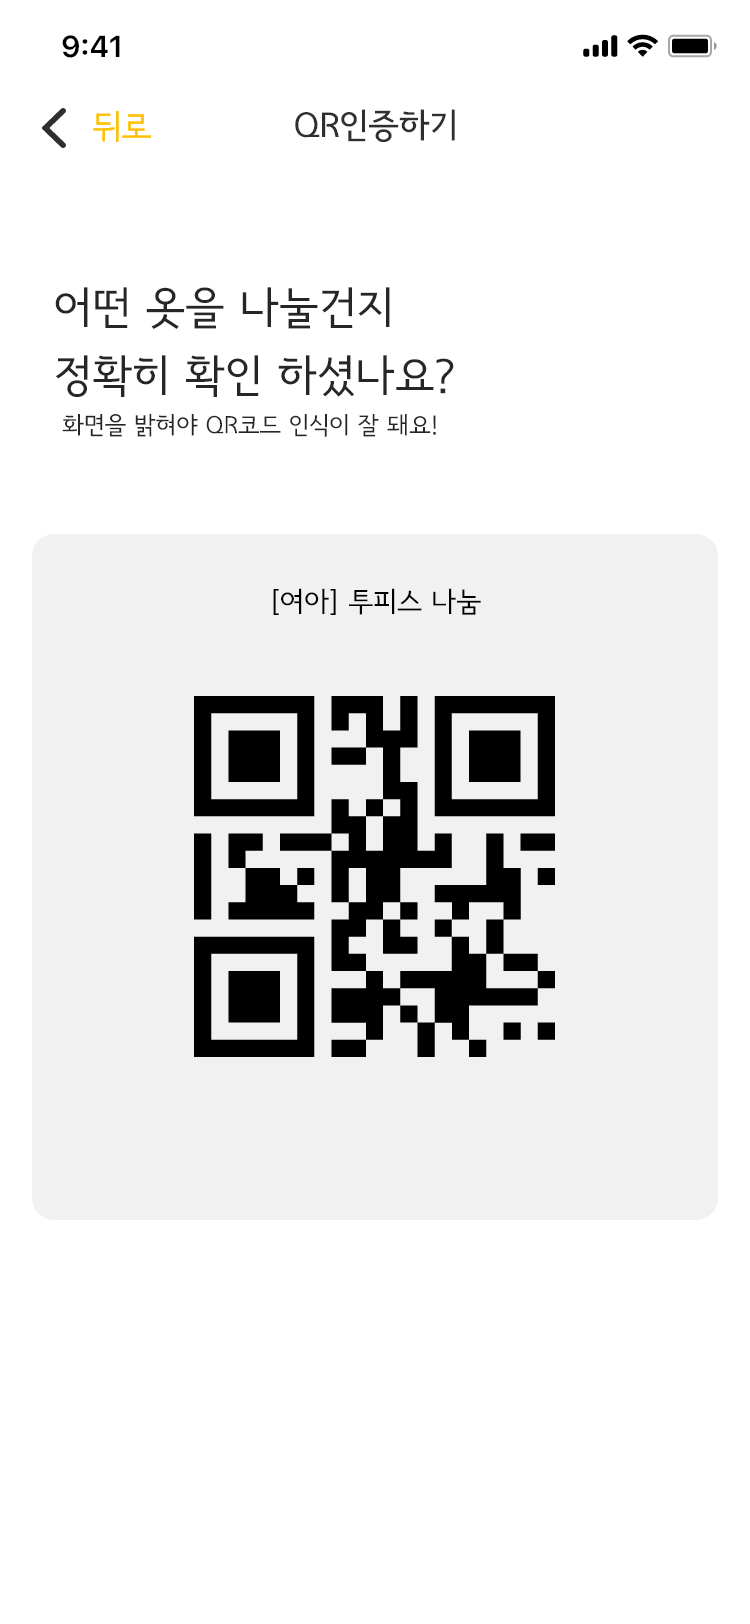 9:41
뒤로
QR인증하기
어떤 옷을 나눌건지
정확히 확인 하셨나요?
화면을 밝혀야 QR코드 인식이 잘 돼요!
[여아] 투피스 나눔